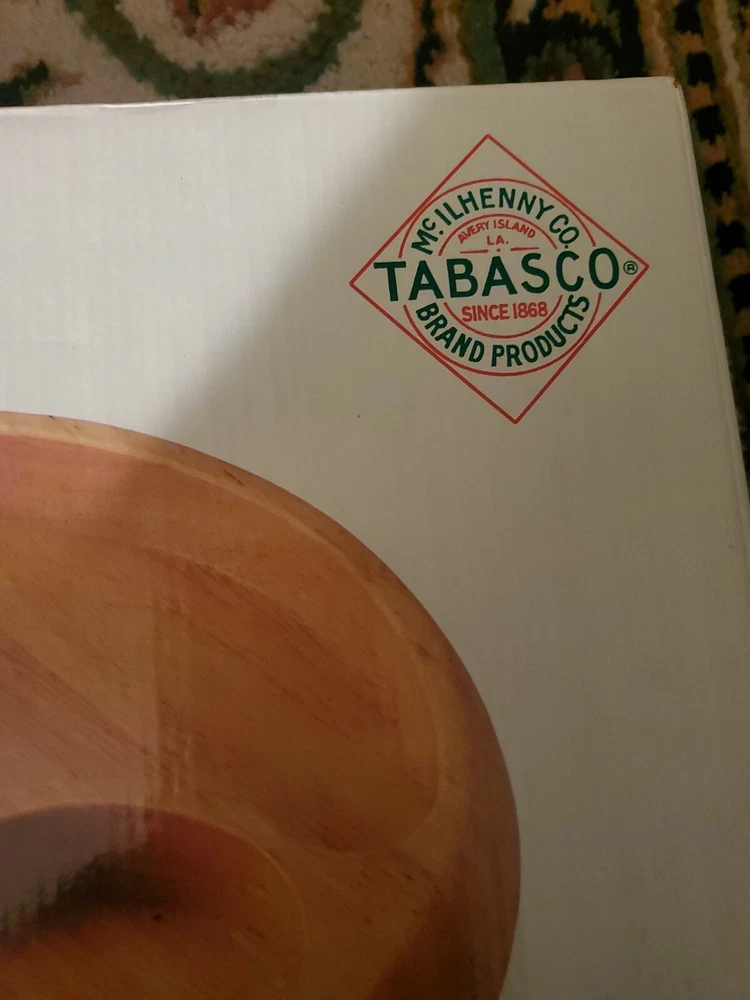 McILHENNY CO.
AVERY ISLAND
LA.
TABASCO®
SINCE 1868
BRAND PRODUCTS